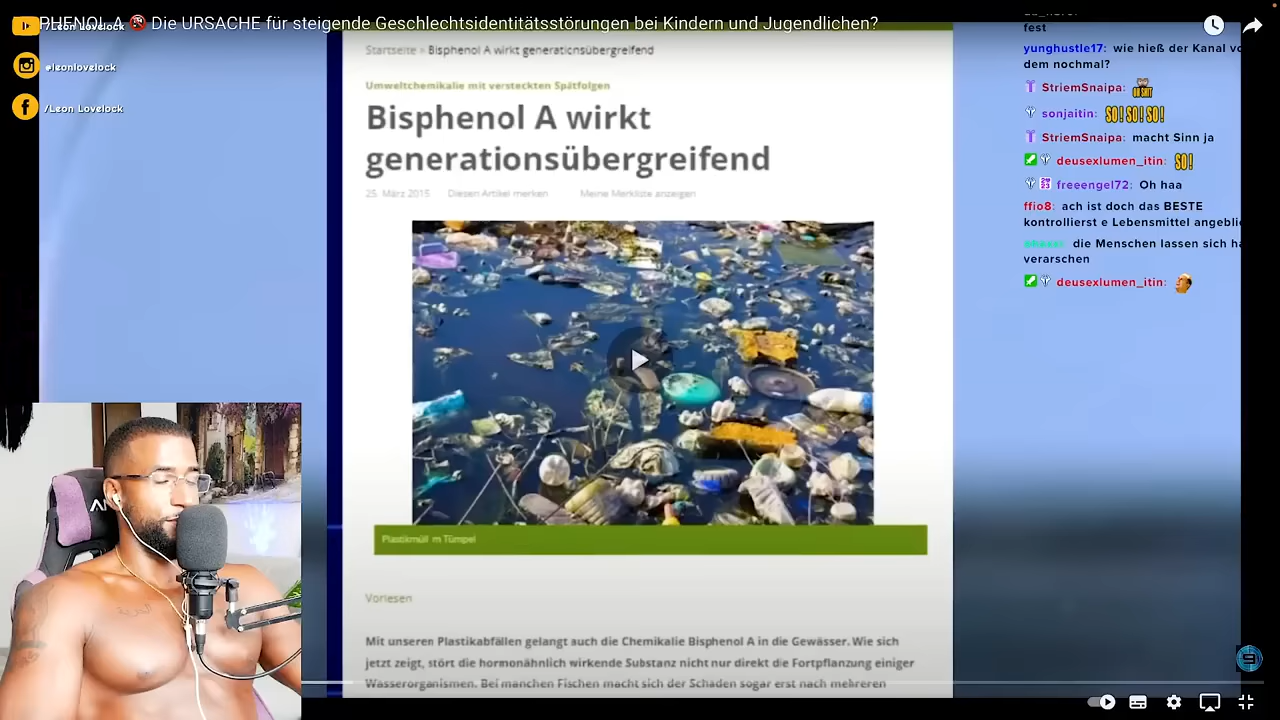 PHENOL A Die URSACHE für steigende Geschlechtsidentitätsstörungen bei Kindern und Jugendlichen?
/Leon Lovelock
@leonlovelock
/Leon Lovelock
Startseite » Bisphenol A wirkt generationsübergreifend
Umweltchemikalie mit versteckten Spätfolgen
Bisphenol A wirkt
generationsübergreifend
25. März 2015 Diesen Artikel merken Meine Merkliste anzeigen
Plastikmüll im Tümpel
Vorlesen
Mit unseren Plastikabfällen gelangt auch die Chemikalie Bisphenol A in die Gewässer. Wie sich
jetzt zeigt, stört die hormonähnlich wirkende Substanz nicht nur direkt die Fortpflanzung einiger
Wasserorganismen. Bei manchen Fischen macht sich der Schaden sogar erst nach mehreren
fest
yunghustle17: wie hieß der Kanal vo
dem nochmal?
StriemSnaipa: OH SHIT
sonjaitin: SO! SO! SO!
StriemSnaipa: macht Sinn ja
deusexlumen_itin: SO!
freeengel72: Oh haa
ffio8: ach ist doch das BESTE
kontrollierst e Lebensmittel angeblic
die Menschen lassen sich ha
verarschen
deusexlumen_itin: